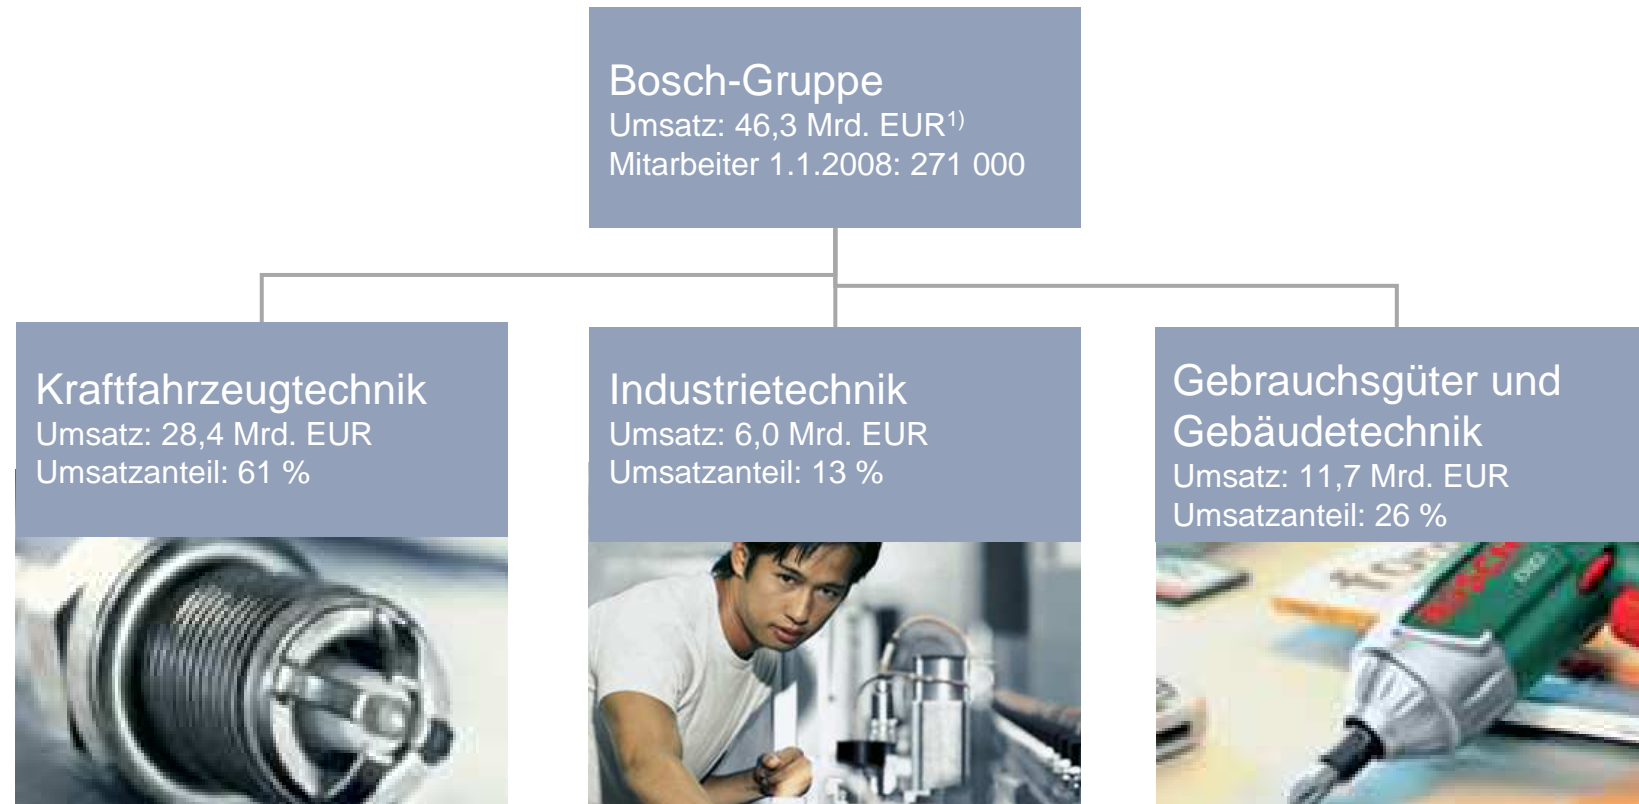 Bosch-Gruppe
Umsatz: 46,3 Mrd. EUR1)
Mitarbeiter 1.1.2008: 271 000
Kraftfahrzeugtechnik
Umsatz: 28,4 Mrd. EUR
Umsatzanteil: 61 %
Industrietechnik
Umsatz: 6,0 Mrd. EUR
Umsatzanteil: 13 %
Gebrauchsgüter und
Gebäudetechnik
Umsatz: 11,7 Mrd. EUR
Umsatzanteil: 26 %
BOSCH